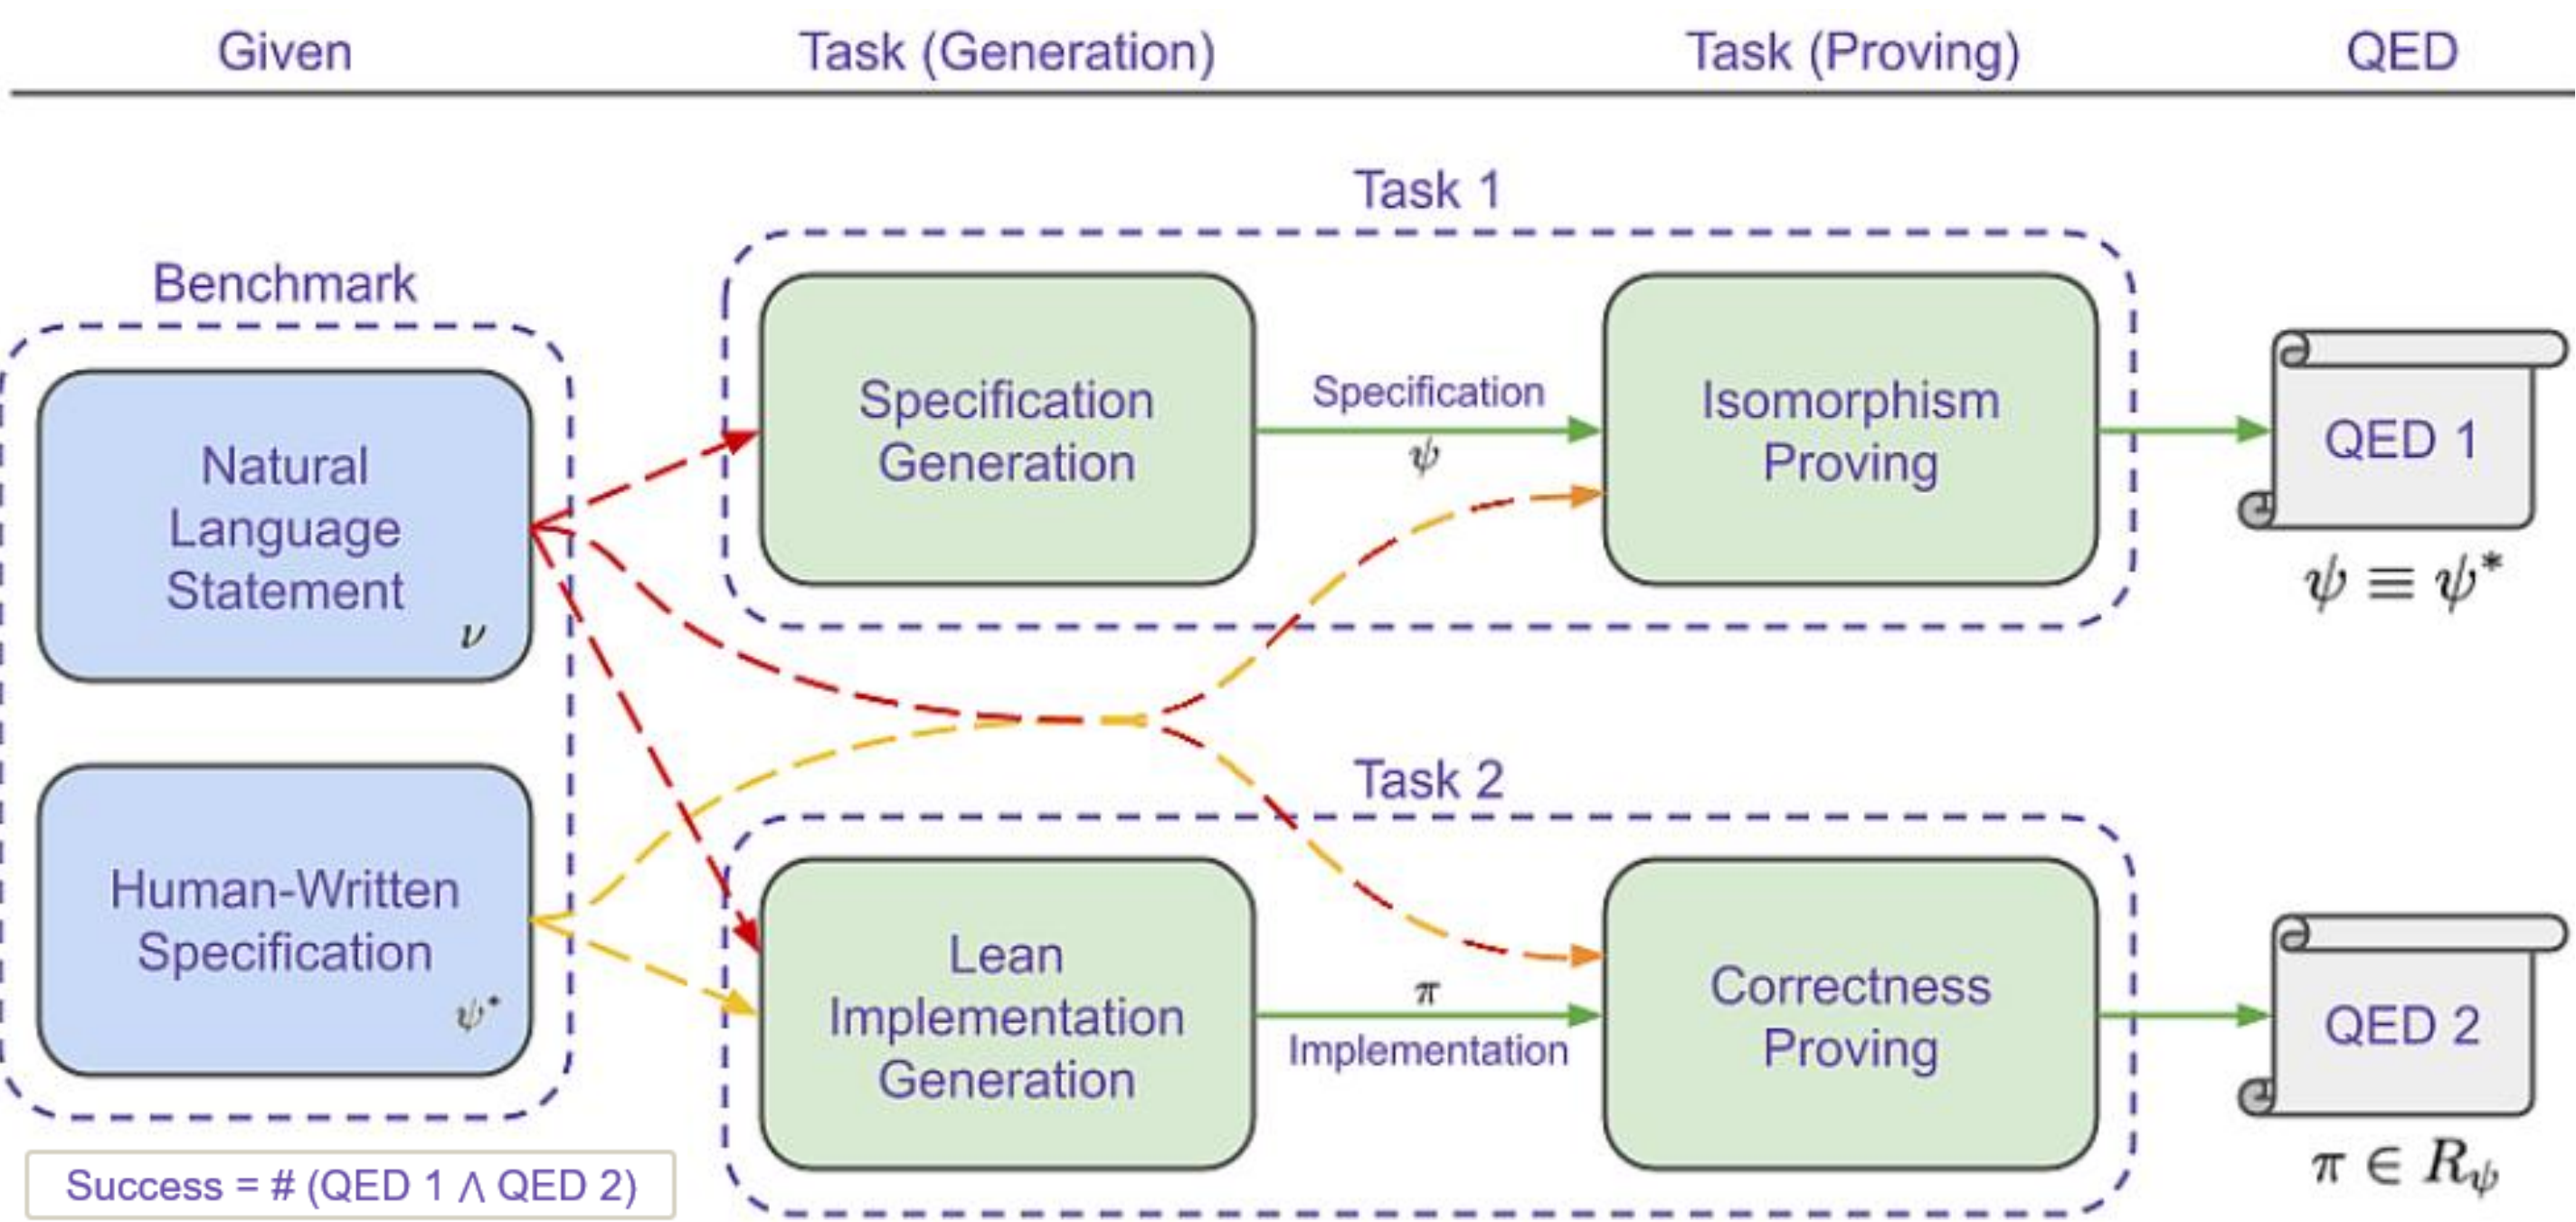 Given
Task (Generation)
Task (Proving)
QED
Task 1
Benchmark
Natural
Language
Statement
ν
Specification
Generation
Specification
ψ
Isomorphism
Proving
QED 1
ψ ≡ ψ*
Task 2
Human-Written
Specification
ψ*
Lean
Implementation
Generation
π
Implementation
Correctness
Proving
QED 2
π ∈ Rψ
Success = # (QED 1 ∧ QED 2)